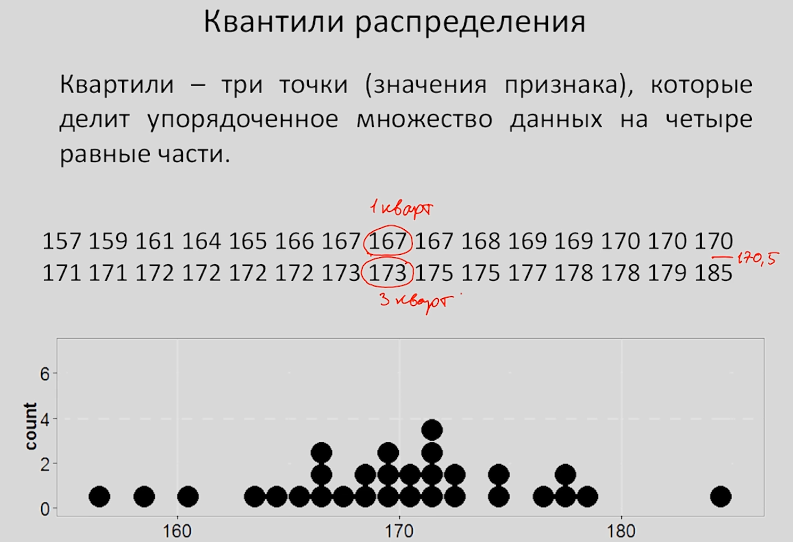 Квантили распределения
Квартили – три точки (значения признака), которые
делит упорядоченное множество данных на четыре
равные части.
1 кварт
157 159 161 164 165 166 167 167 167 168 169 169 170 170 170
170,5
171 171 172 172 172 172 173 173 175 175 177 178 178 179 185
3 кварт
6
4
2
0
count
160 170 180